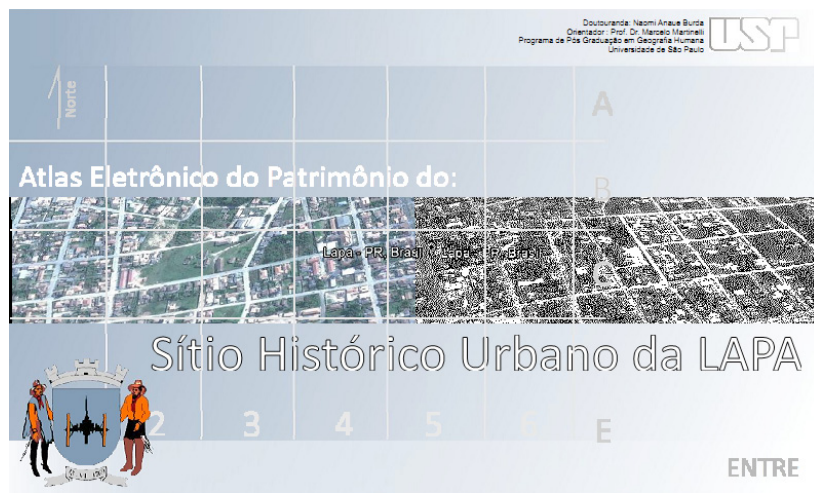 Doutouranda: Naomi Anaue Burda
Orientador : Prof. Dr. Marcelo Martinelli
Programa de Pós Graduação em Geografia Humana
Universidade de São Paulo
USP
Norte
A
Atlas Eletrônico do Patrimônio do:
B
Lapa - PR, Brasil
C
Sítio Histórico Urbano da LAPA
2 3 4 5 6
E
ENTRE